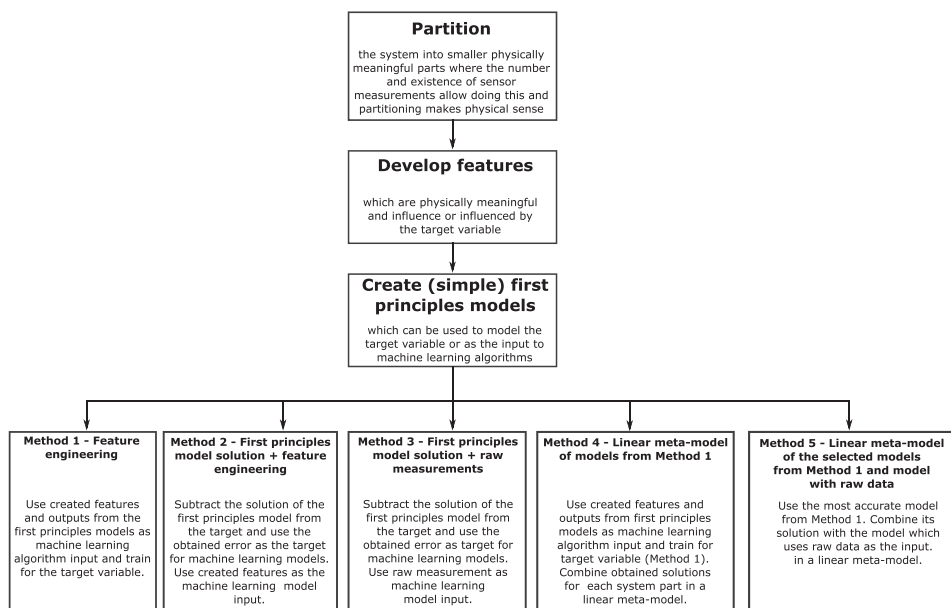 Partition
the system into smaller physically
meaningful parts where the number
and existence of sensor
measurements allow doing this and
partitioning makes physical sense
Develop features
which are physically meaningful
and influence or influenced by
the target variable
Create (simple) first
principles models
which can be used to model the
target variable or as the input to
machine learning algorithms
Method 1 - Feature
engineering
Use created features
and outputs from the
first principles models as
machine learning
algorithm input and train
for the target variable.
Method 2 - First principles
model solution + feature
engineering
Subtract the solution of the
first principles model from
the target and use the
obtained error as the target
for machine learning models.
Use created features as the
machine learning model
input.
Method 3 - First principles
model solution + raw
measurements
Subtract the solution of the
first principles model from
the target and use the
obtained error as target for
machine learning models.
Use raw measurement as
machine learning
model input.
Method 4 - Linear meta-model
of models from Method 1
Use created features and
outputs from first principles
models as machine learning
algorithm input and train for
target variable (Method 1).
Combine obtained solutions
for each system part in a
linear meta-model.
Method 5 - Linear meta-model
of the selected models
from Method 1 and model
with raw data
Use the most accurate model
from Method 1. Combine its
solution with the model which
uses raw data as the input.
in a linear meta-model.